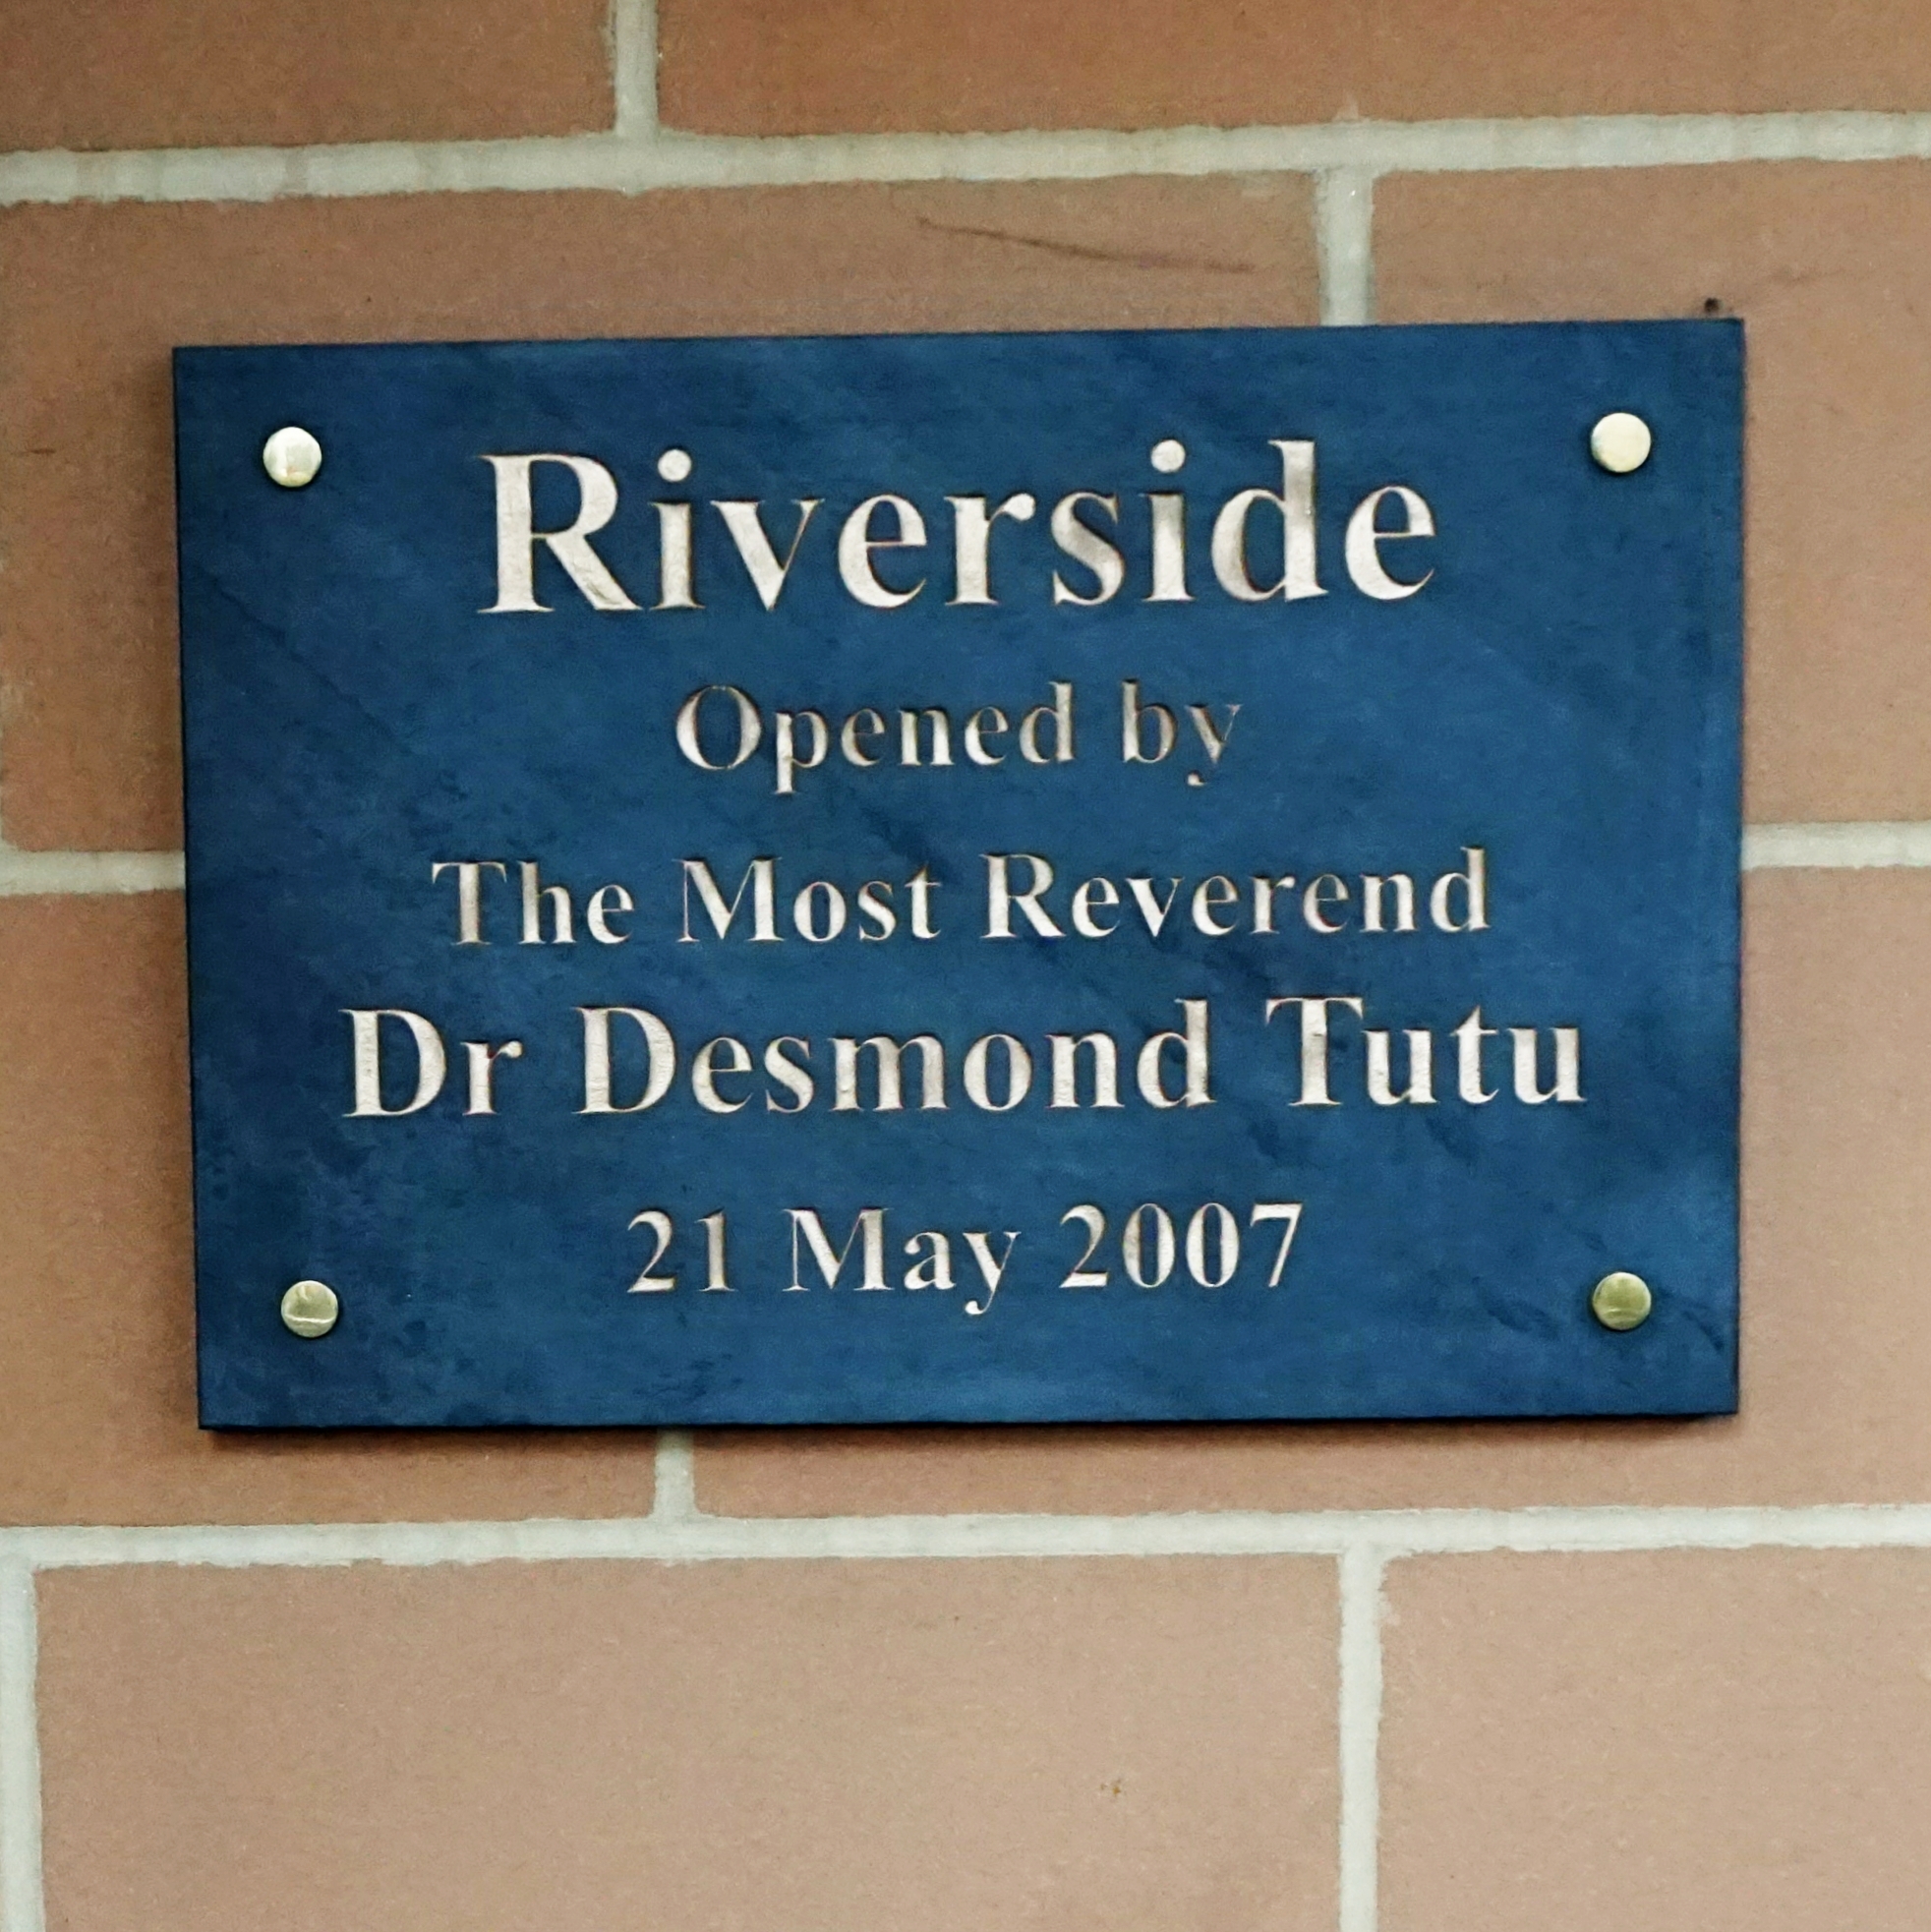 Riverside
Opened by
The Most Reverend
Dr Desmond Tutu
21 May 2007